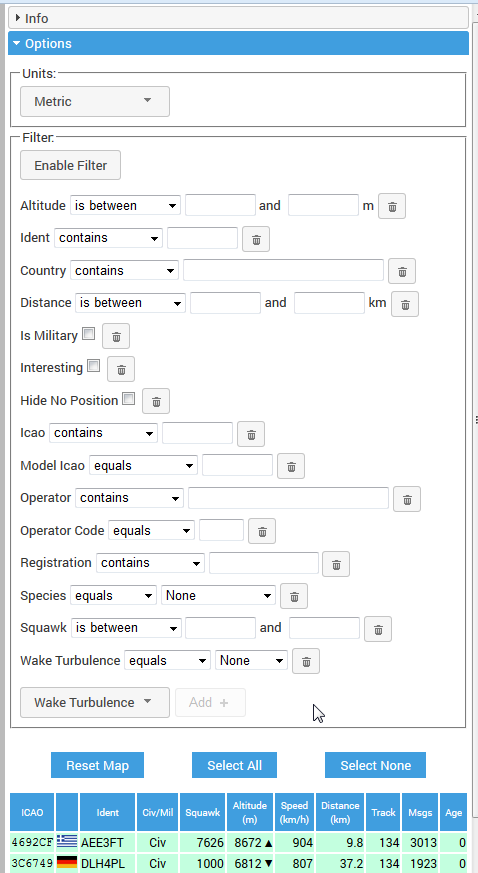 Info
Options
Units:
Metric
Filter:
Enable Filter
Altitude is between and m
Ident contains
Country contains
Distance is between and km
Is Military
Interesting
Hide No Position
Icao contains
Model Icao equals
Operator contains
Operator Code equals
Registration contains
Species equals None
Squawk is between and
Wake Turbulence equals None
Wake Turbulence Add +
Reset Map Select All Select None
ICAO Ident Civ/Mil Squawk Altitude (m) Speed (km/h) Distance (km) Track Msgs Age
4692CF AEE3FT Civ 7626 8672▲ 904 9.8 134 3013 0
3C6749 DLH4PL Civ 1000 6812▼ 807 37.2 134 1923 0